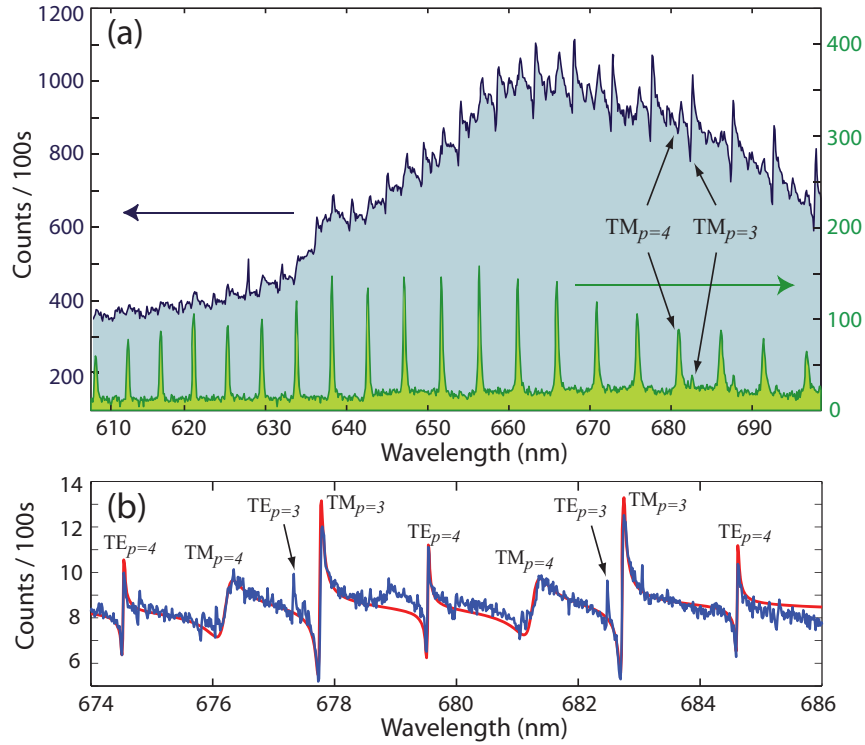 (a)
Counts / 100s
1200
1000
800
600
400
200
400
300
200
100
0
TMp=4 TMp=3
610 620 630 640 650 660 670 680 690
Wavelength (nm)
(b)
Counts / 100s
14
12
10
8
6
TEp=4 TMp=4 TEp=3 TMp=3 TEp=4 TMp=4 TEp=3 TMp=3 TEp=4
674 676 678 680 682 684 686
Wavelength (nm)